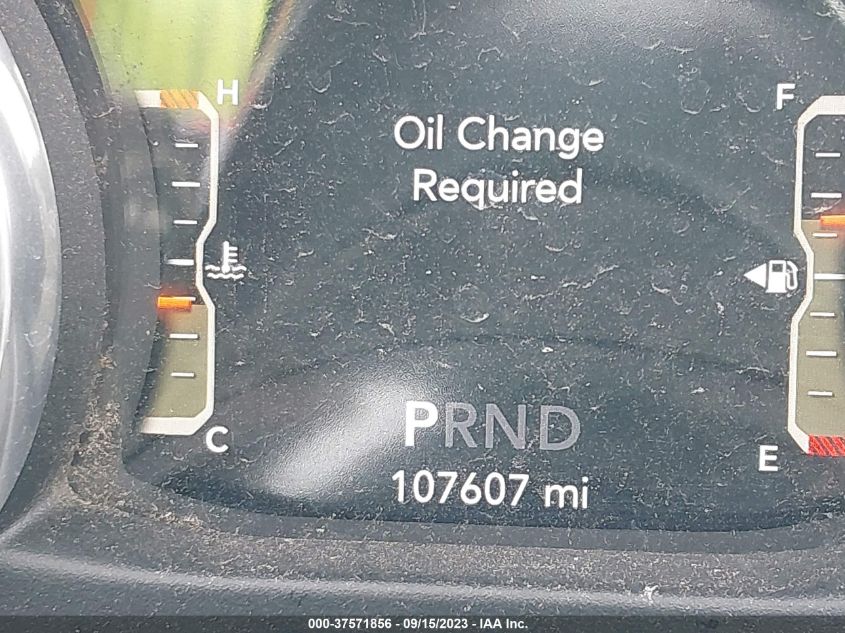 H
F
Oil Change
Required
C
E
PRND
107607 mi
000-37571856 - 09/15/2023 - IAA Inc.